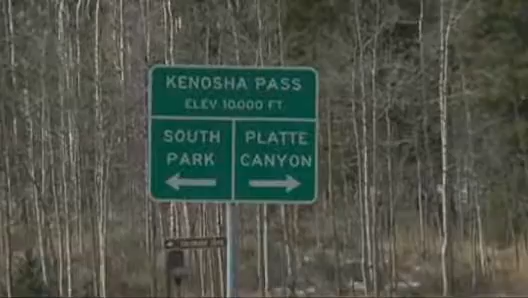 KENOSHA PASS
ELEV 10,000 FT.
SOUTH
PARK
PLATTE
CANYON